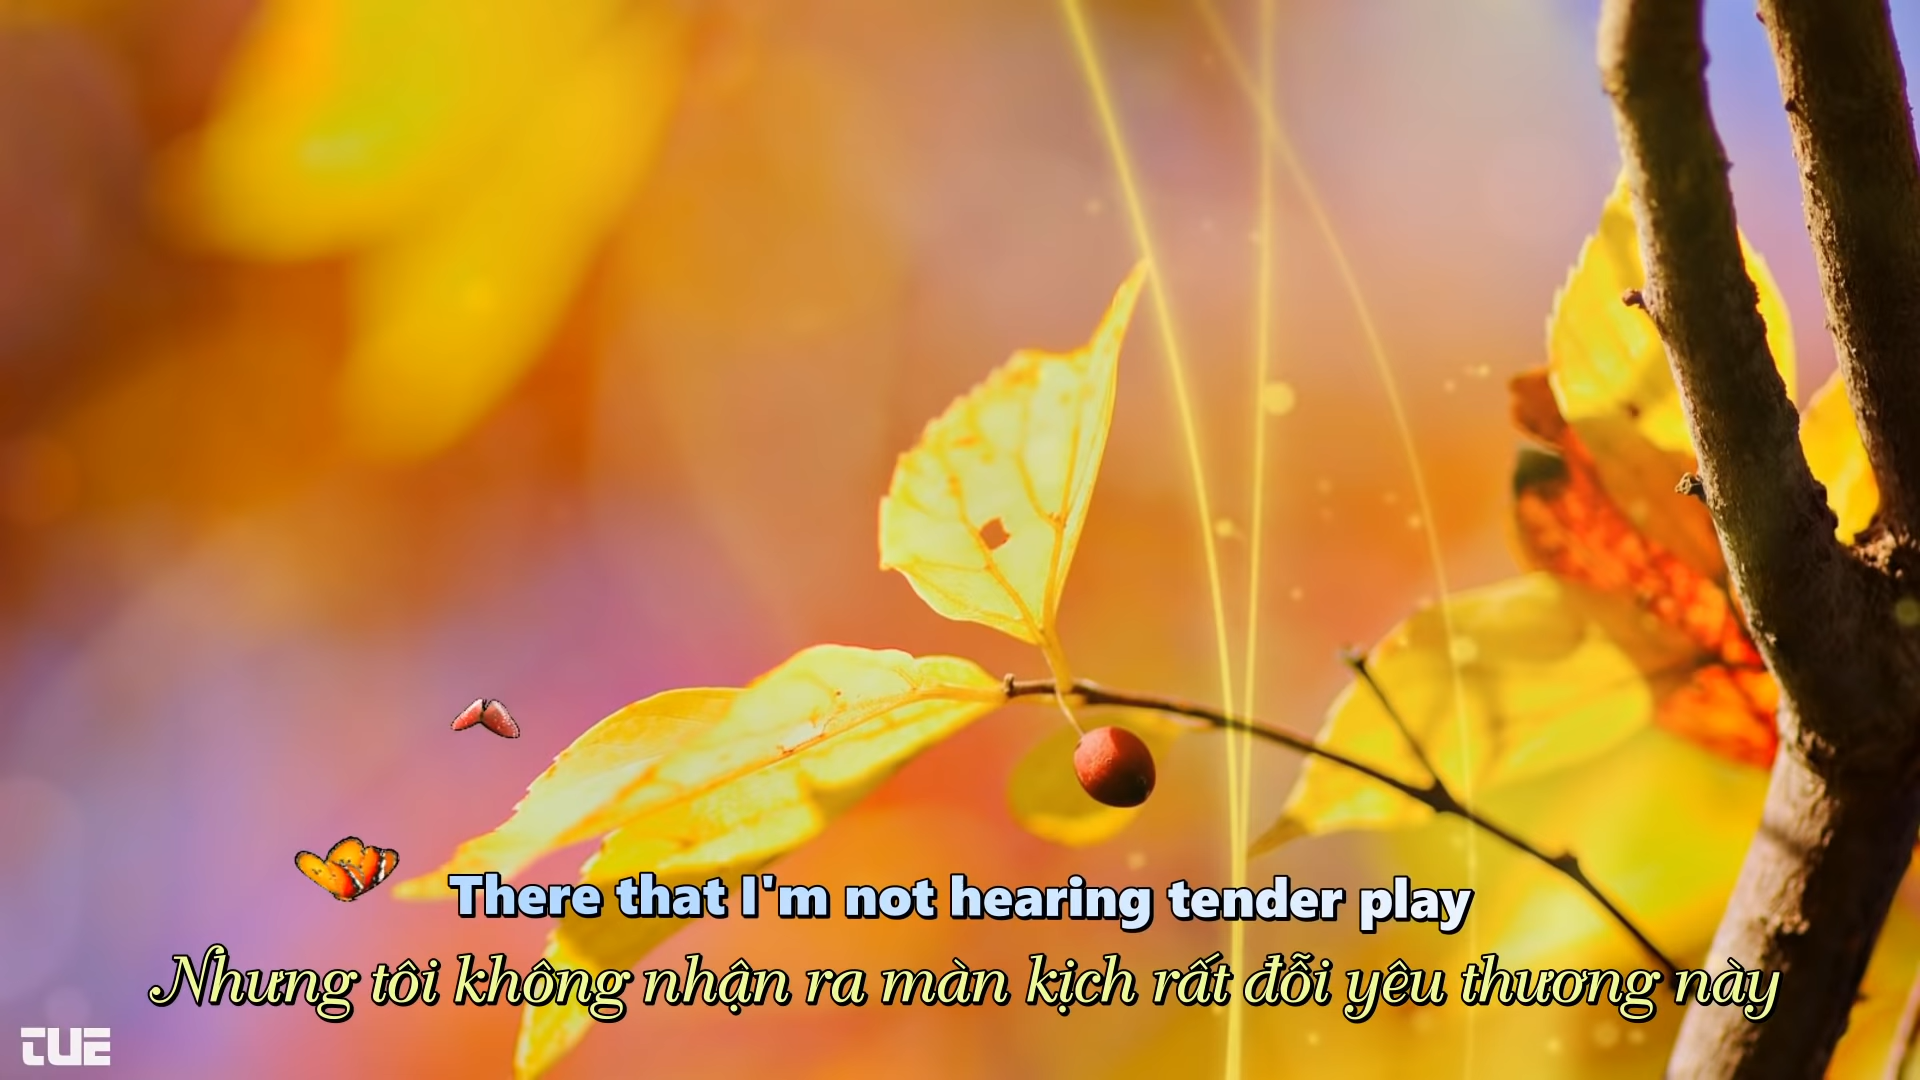 There that I'm not hearing tender play
Nhưng tôi không nhận ra màn kịch rất đỗi yêu thương này
TUE